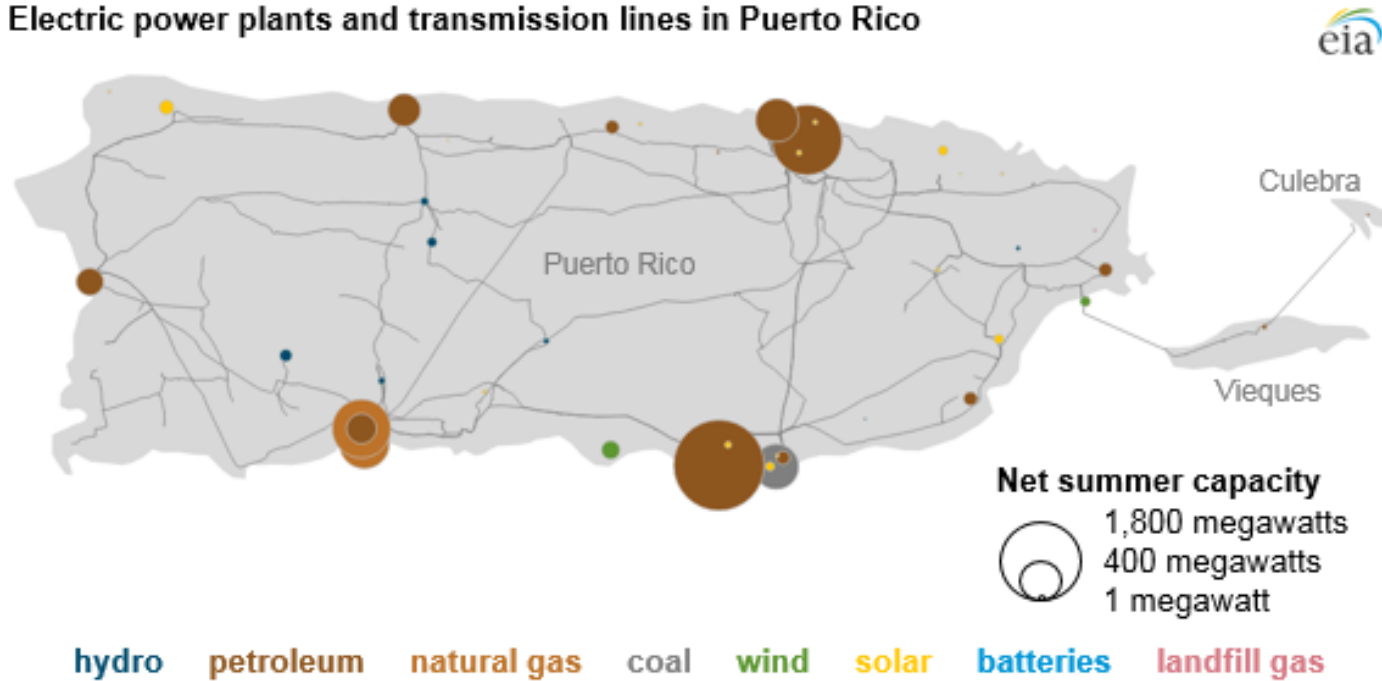 Electric power plants and transmission lines in Puerto Rico
eia
Culebra
Puerto Rico
Vieques
Net summer capacity
1,800 megawatts
400 megawatts
1 megawatt
hydro petroleum natural gas coal wind solar batteries landfill gas